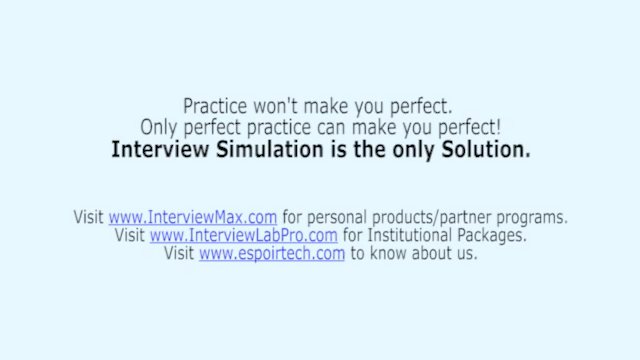 Practice won't make you perfect.
Only perfect practice can make you perfect!
Interview Simulation is the only Solution.
Visit www.InterviewMax.com for personal products/partner programs.
Visit www.InterviewLabPro.com for Institutional Packages.
Visit www.espoirtech.com to know about us.